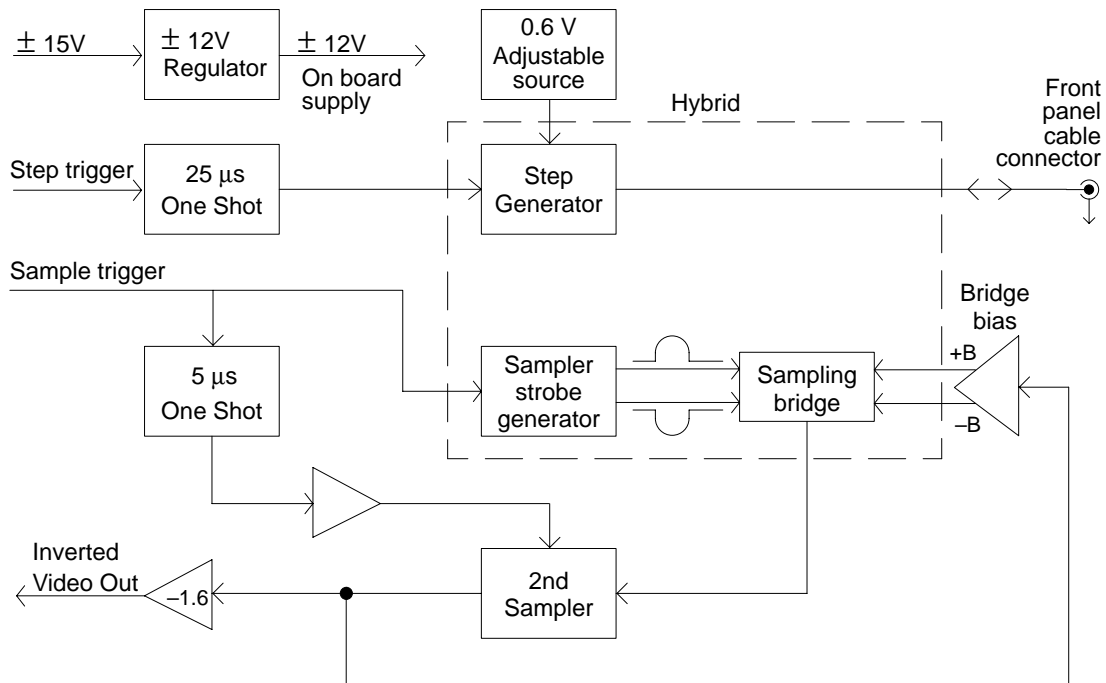 ± 15V
± 12V
Regulator
± 12V
On board
supply
0.6 V
Adjustable
source
Hybrid
Front
panel
cable
connector
Step trigger
25 μs
One Shot
Step
Generator
Sample trigger
Bridge
bias
5 μs
One Shot
Sampler
strobe
generator
Sampling
bridge
+B
–B
Inverted
Video Out
–1.6
2nd
Sampler